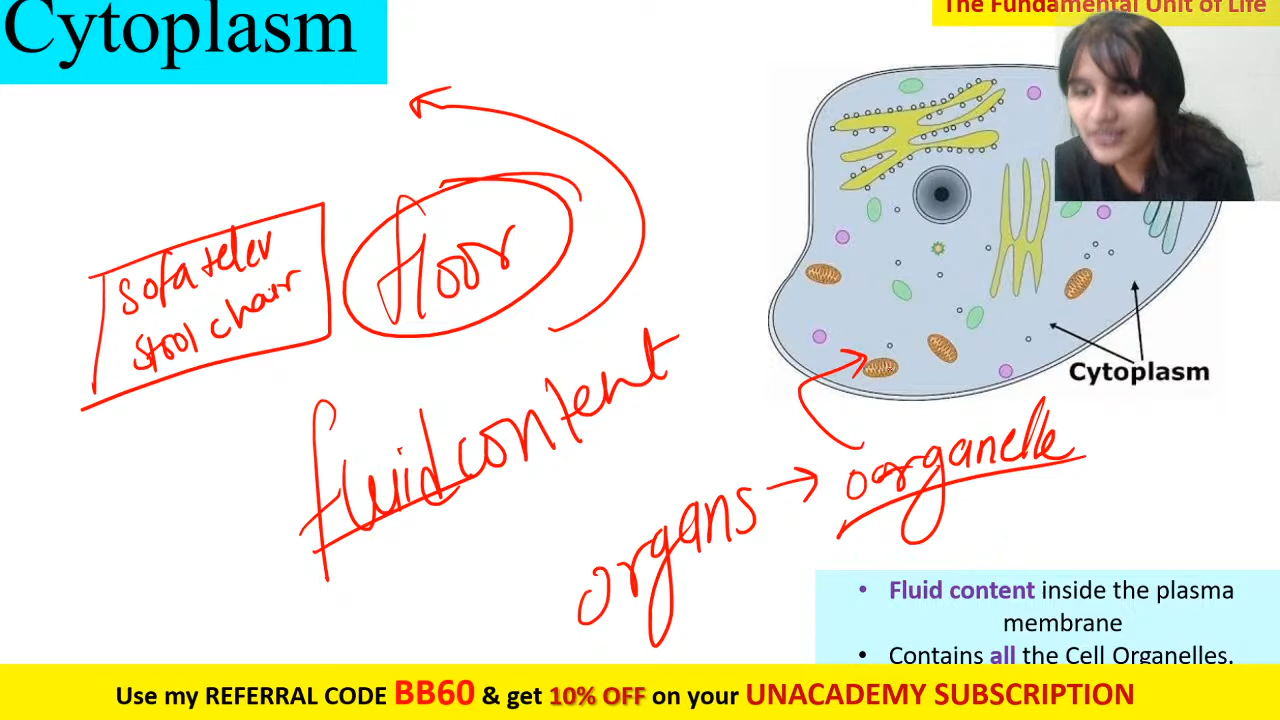 Cytoplasm
The Fundamental Unit of Life
sofa telev
stool chair
floor
fluid content
organs → oorganelle
Cytoplasm
• Fluid content inside the plasma
membrane
• Contains all the Cell Organelles.
Use my REFERRAL CODE BB60 & get 10% OFF on your UNACADEMY SUBSCRIPTION